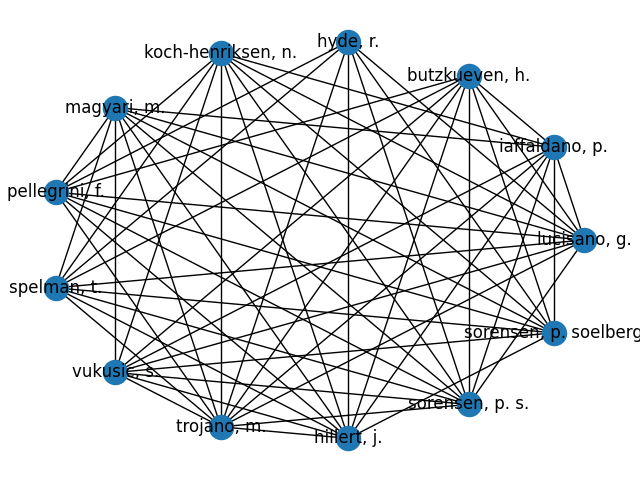 hyde, r.
koch-henriksen, n.
butzkueven, h.
magyari, m.
iaffaldano, p.
pellegrini, f.
lucisano, g.
spelman, t.
sorensen, p. soelberg
vukusic, s.
sorensen, p. s.
trojano, m.
hillert, j.